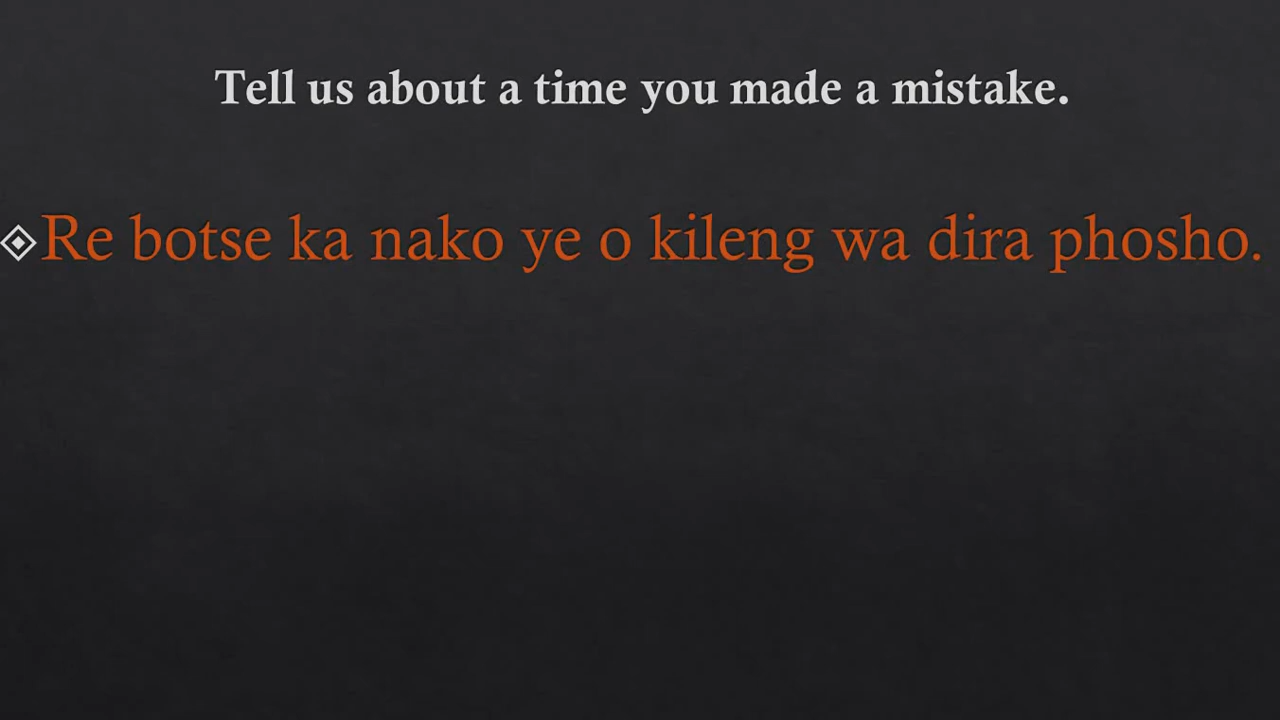 Tell us about a time you made a mistake.
Re botse ka nako ye o kileng wa dira phosho.